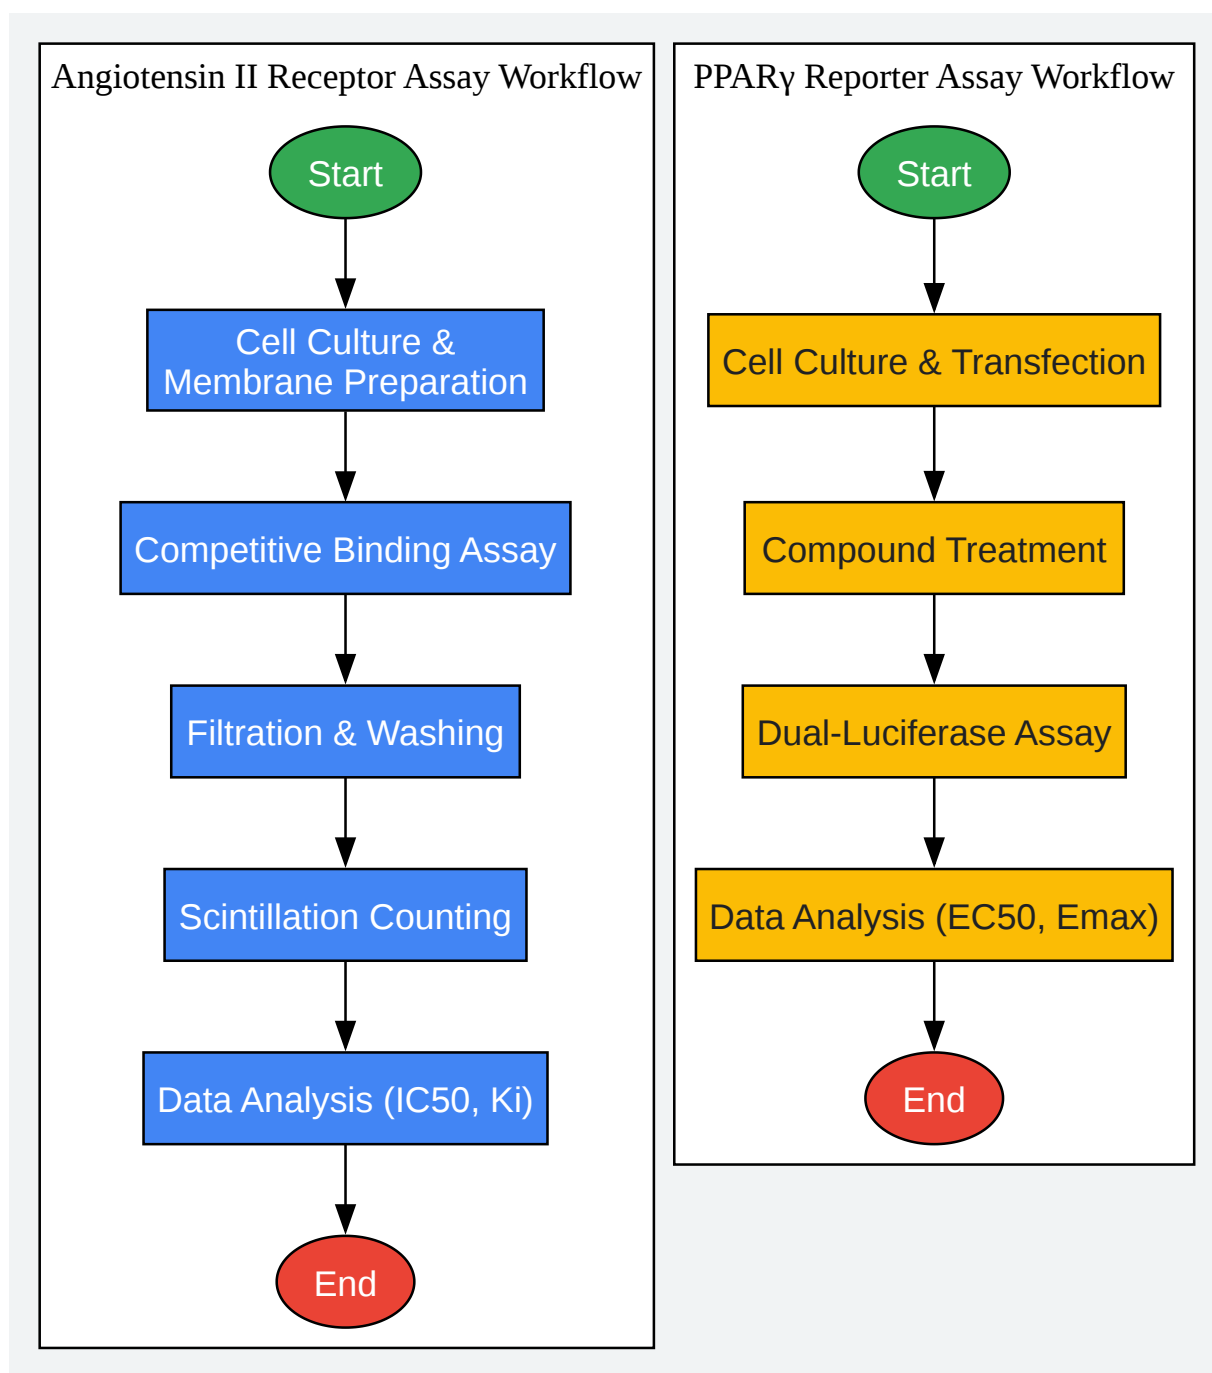 Angiotensin II Receptor Assay Workflow
Start
Cell Culture &
Membrane Preparation
Competitive Binding Assay
Filtration & Washing
Scintillation Counting
Data Analysis (IC50, Ki)
End
PPARγ Reporter Assay Workflow
Start
Cell Culture & Transfection
Compound Treatment
Dual-Luciferase Assay
Data Analysis (EC50, Emax)
End